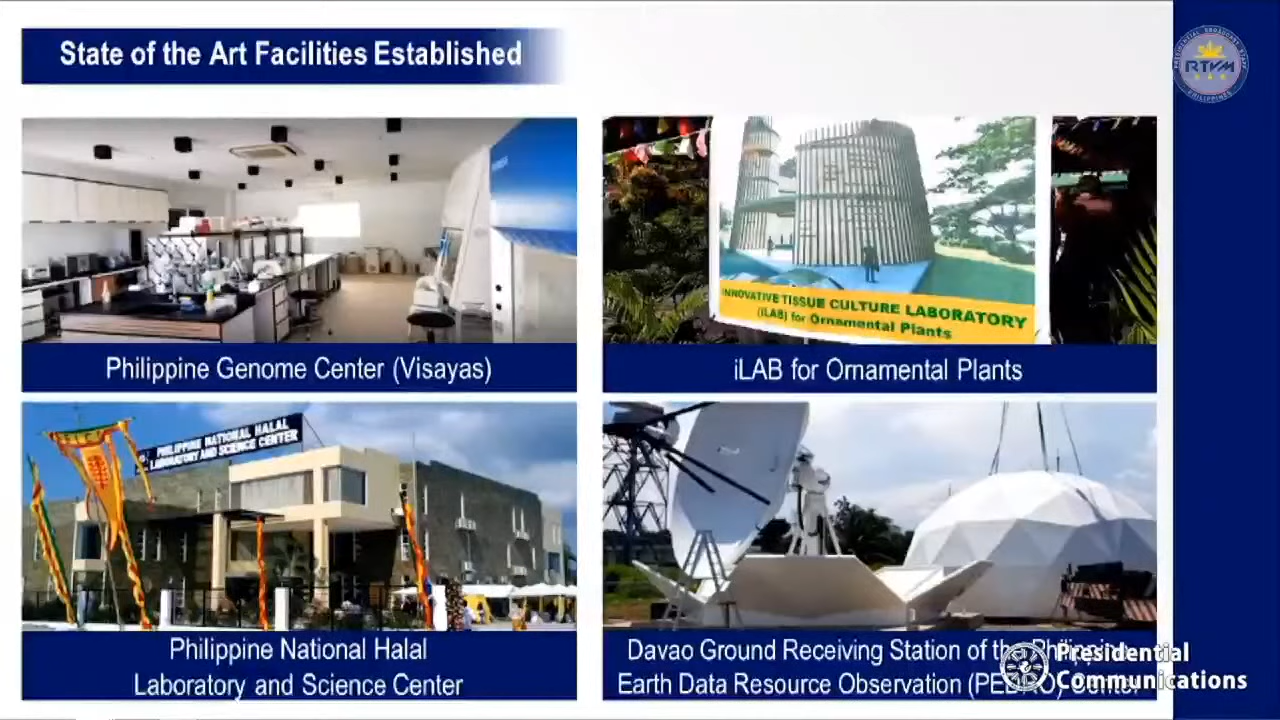 State of the Art Facilities Established
RTVM
INNOVATIVE TISSUE CULTURE LABORATORY
(iLAB) for Ornamental Plants
Philippine Genome Center (Visayas)
iLAB for Ornamental Plants
PHILIPPINE NATIONAL HALAL
LABORATORY AND SCIENCE CENTER
Philippine National Halal
Laboratory and Science Center
Davao Ground Receiving Station of the
Earth Data Resource Observation
Presidential
Communications